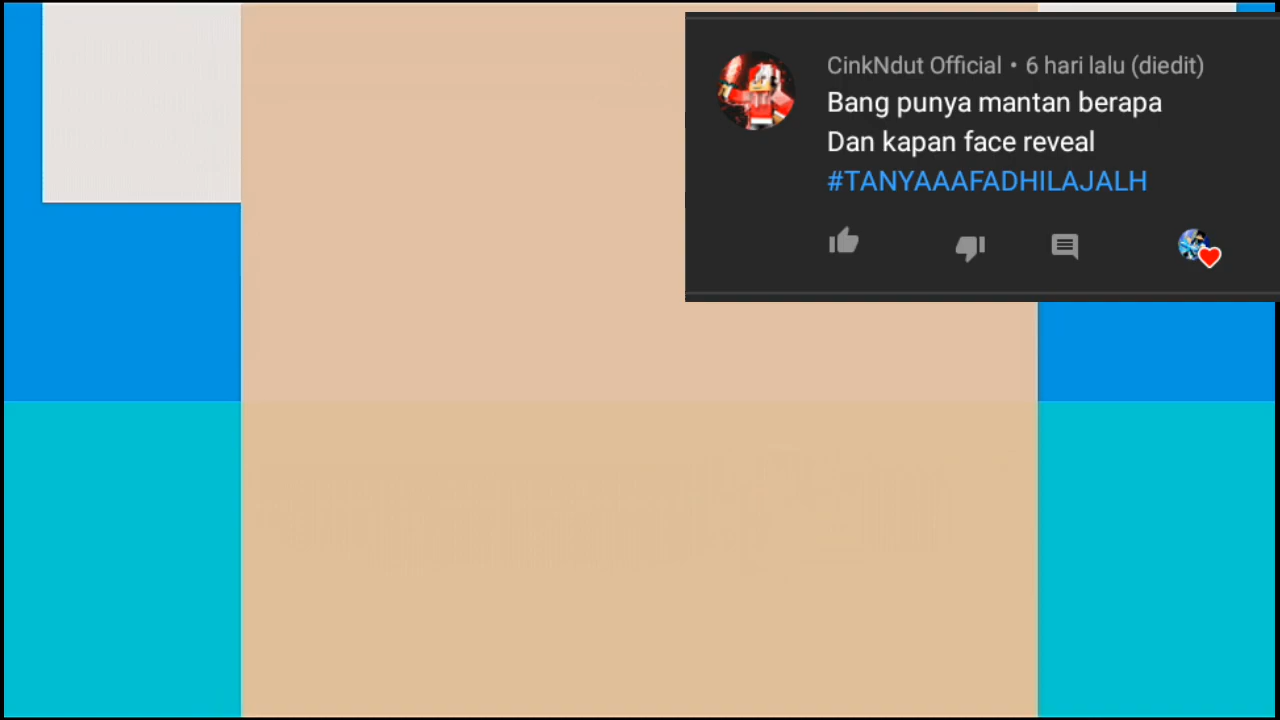 CinkNdut Official • 6 hari lalu (diedit)
Bang punya mantan berapa
Dan kapan face reveal
#TANYAAAFADHILAJALH